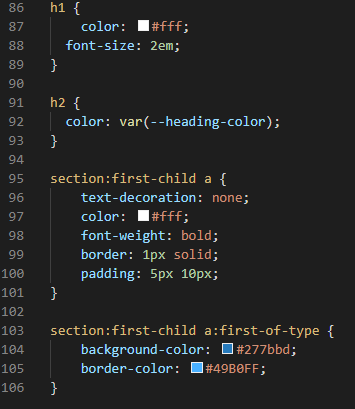 86 h1 {
87     color: #fff;
88   font-size: 2em;
89 }
90
91 h2 {
92   color: var(--heading-color);
93 }
94
95 section:first-child a {
96     text-decoration: none;
97     color: #fff;
98     font-weight: bold;
99     border: 1px solid;
100     padding: 5px 10px;
101 }
102
103 section:first-child a:first-of-type {
104     background-color: #277bbd;
105     border-color: #49B0FF;
106 }